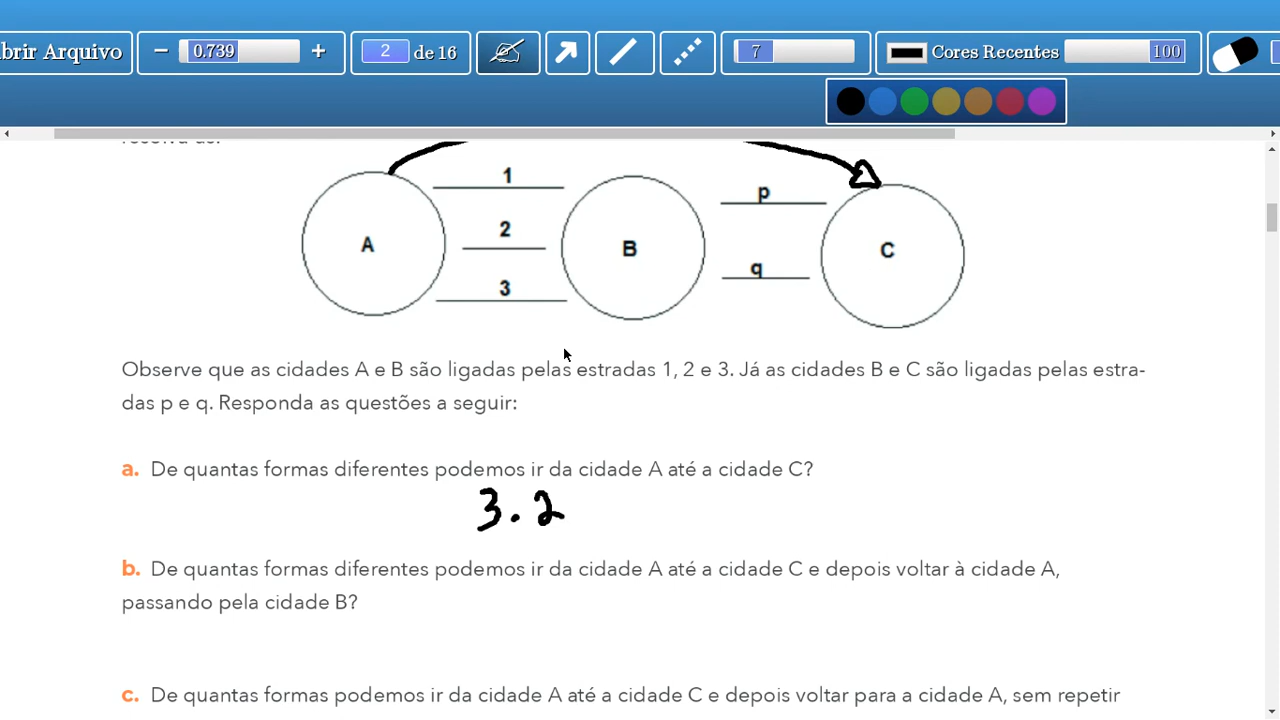 brir Arquivo − 0.739 + 2 de 16 7 Cores Recentes 100
1
p
2
A B C
q
3
Observe que as cidades A e B são ligadas pelas estradas 1, 2 e 3. Já as cidades B e C são ligadas pelas estra-
das p e q. Responda as questões a seguir:
a. De quantas formas diferentes podemos ir da cidade A até a cidade C?
3.2
b. De quantas formas diferentes podemos ir da cidade A até a cidade C e depois voltar à cidade A,
passando pela cidade B?
c. De quantas formas podemos ir da cidade A até a cidade C e depois voltar para a cidade A, sem repetir